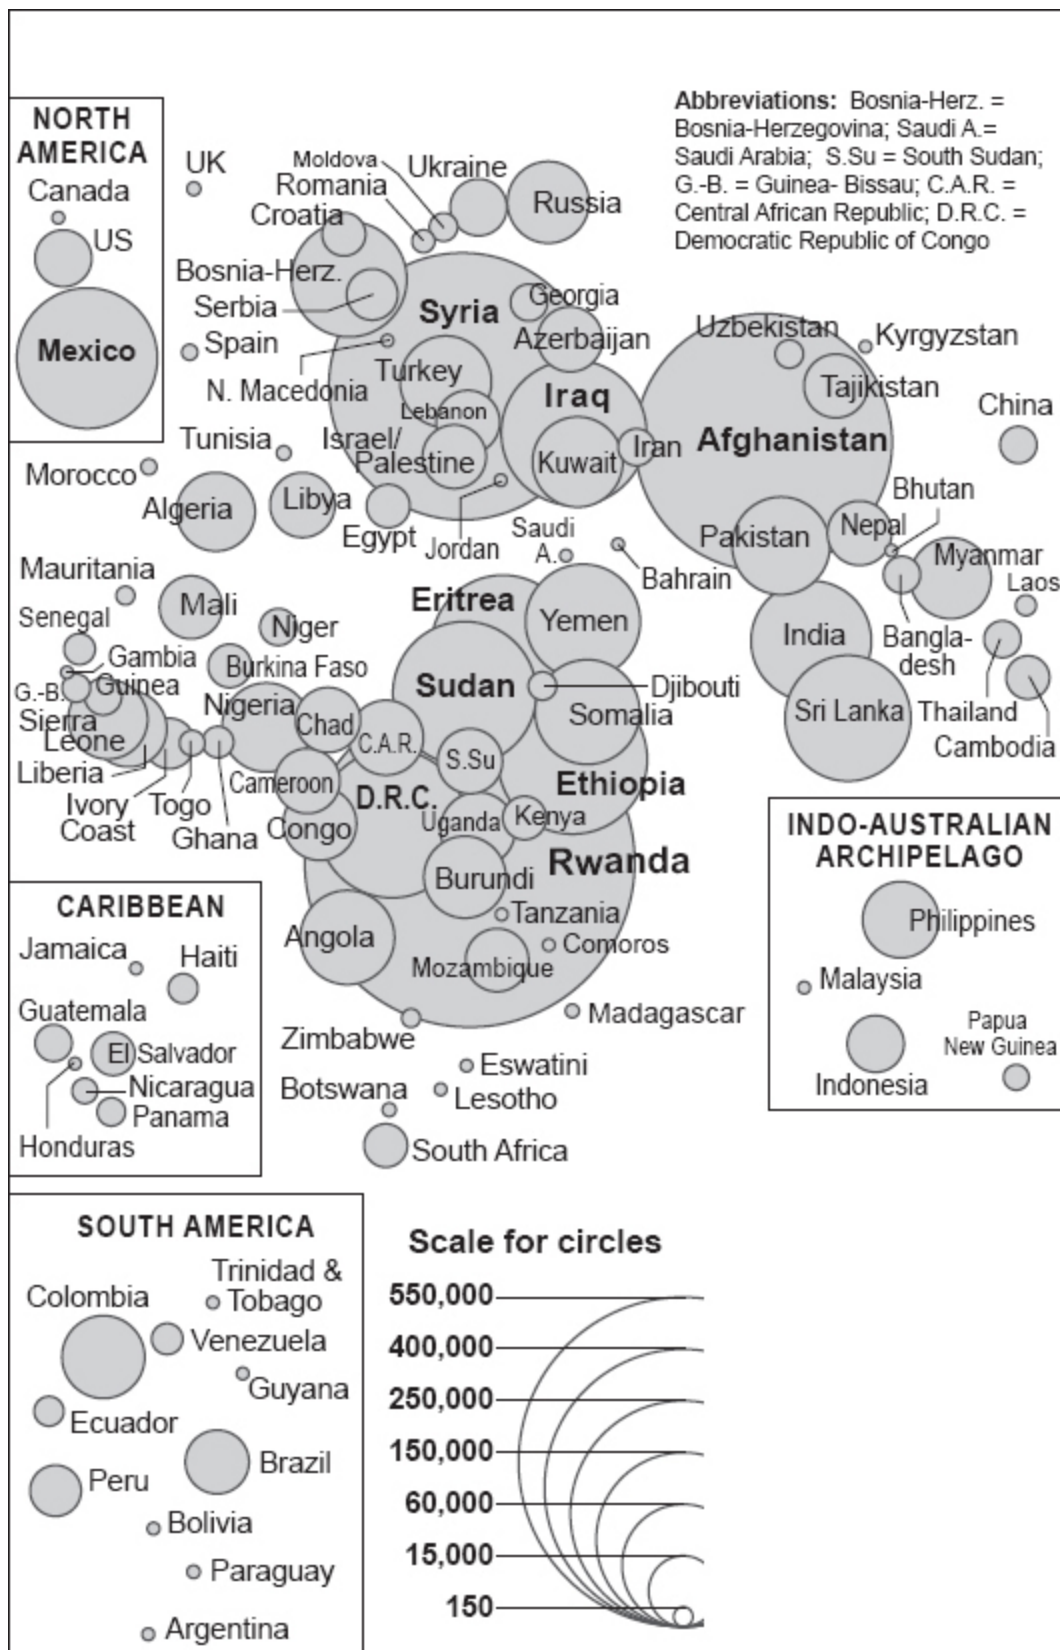 Abbreviations: Bosnia-Herz. =
Bosnia-Herzegovina; Saudi A.=
Saudi Arabia; S.Su = South Sudan;
G.-B. = Guinea- Bissau; C.A.R. =
Central African Republic; D.R.C. =
Democratic Republic of Congo
NORTH
AMERICA
Canada
US
Mexico
UK
Moldova
Romania
Croatia
Ukraine
Russia
Bosnia-Herz.
Serbia
Spain
N. Macedonia
Syria
Georgia
Azerbaijan
Turkey
Lebanon
Iraq
Israel/
Palestine
Kuwait
Iran
Uzbekistan
Kyrgyzstan
Tajikistan
Afghanistan
China
Tunisia
Morocco
Algeria
Libya
Egypt
Jordan
Saudi
A.
Bahrain
Pakistan
Nepal
Bhutan
Myanmar
Laos
Mauritania
Senegal
Mali
Niger
Gambia
G.-B.
Guinea
Burkina Faso
Sierra
Leone
Liberia
Ivory
Coast
Togo
Ghana
Nigeria
Chad
Cameroon
C.A.R.
Congo
D.R.C.
Eritrea
Yemen
Sudan
Djibouti
Somalia
S.Su
Ethiopia
Uganda
Kenya
Rwanda
Burundi
Tanzania
Comoros
Angola
Mozambique
Zimbabwe
Madagascar
Eswatini
Lesotho
Botswana
South Africa
India
Bangla-
desh
Sri Lanka
Thailand
Cambodia
INDO-AUSTRALIAN
ARCHIPELAGO
Philippines
Malaysia
Papua
New Guinea
Indonesia
CARIBBEAN
Jamaica
Haiti
Guatemala
El Salvador
Nicaragua
Panama
Honduras
SOUTH AMERICA
Trinidad &
Tobago
Colombia
Venezuela
Guyana
Ecuador
Brazil
Peru
Bolivia
Paraguay
Argentina
Scale for circles
550,000
400,000
250,000
150,000
60,000
15,000
150